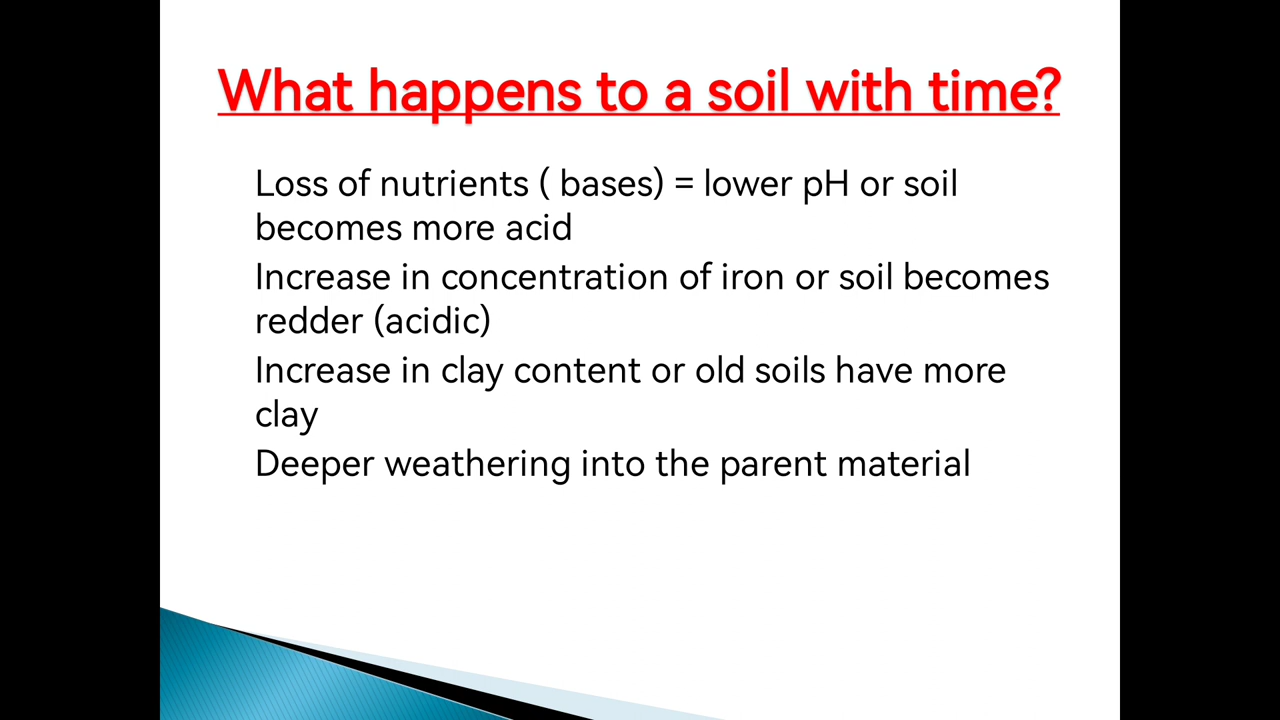 What happens to a soil with time?
Loss of nutrients ( bases) = lower pH or soil
becomes more acid
Increase in concentration of iron or soil becomes
redder (acidic)
Increase in clay content or old soils have more
clay
Deeper weathering into the parent material